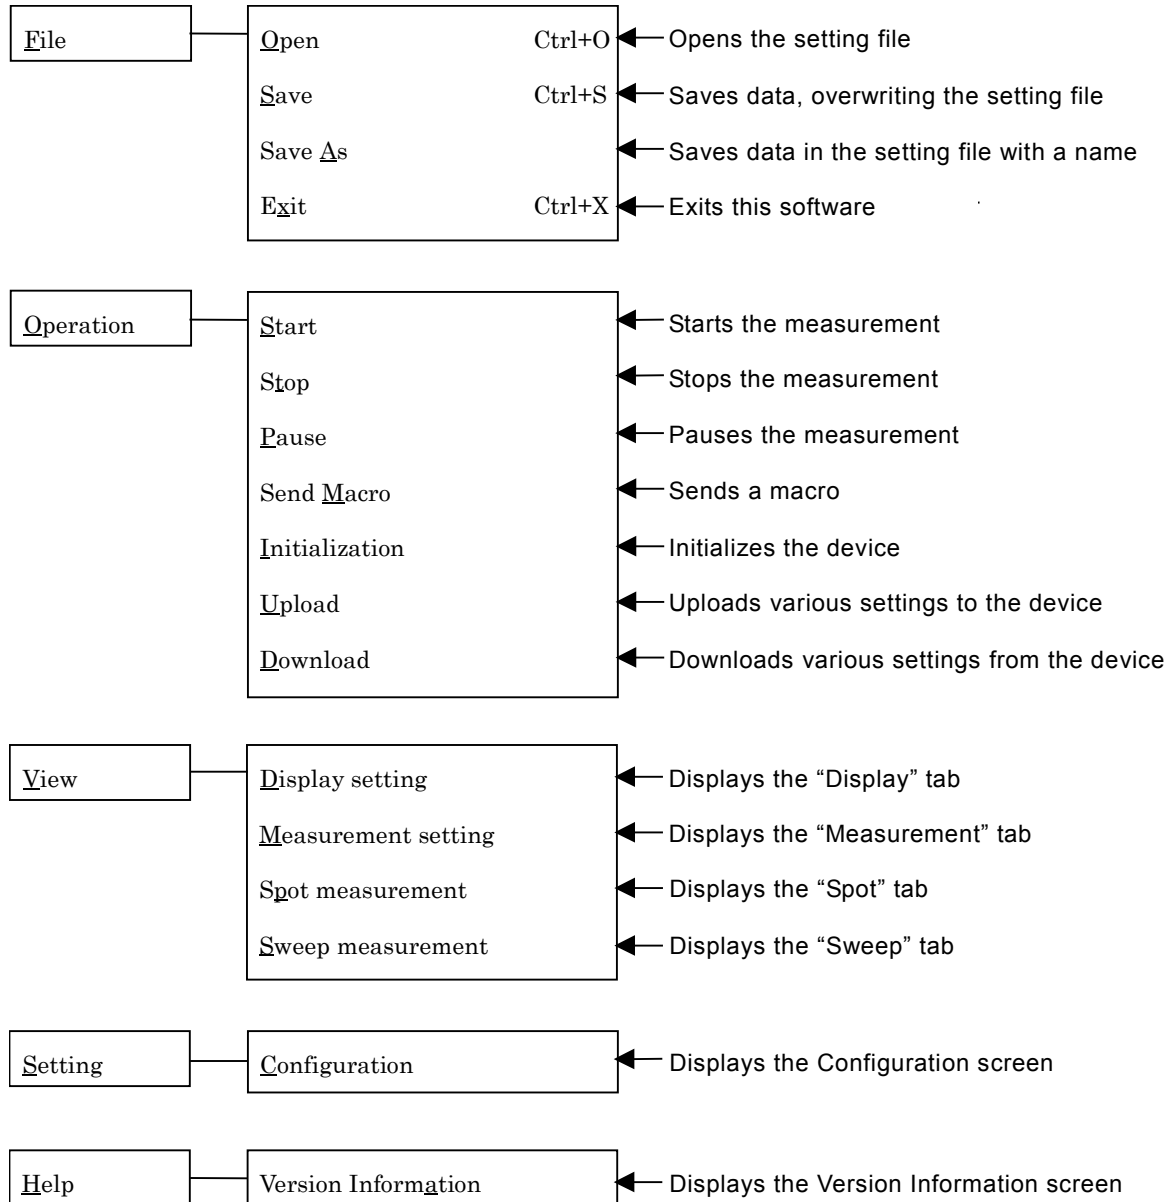 File
Open Ctrl+O Opens the setting file
Save Ctrl+S Saves data, overwriting the setting file
Save As Saves data in the setting file with a name
Exit Ctrl+X Exits this software
Operation
Start Starts the measurement
Stop Stops the measurement
Pause Pauses the measurement
Send Macro Sends a macro
Initialization Initializes the device
Upload Uploads various settings to the device
Download Downloads various settings from the device
View
Display setting Displays the “Display” tab
Measurement setting Displays the “Measurement” tab
Spot measurement Displays the “Spot” tab
Sweep measurement Displays the “Sweep” tab
Setting
Configuration Displays the Configuration screen
Help
Version Information Displays the Version Information screen